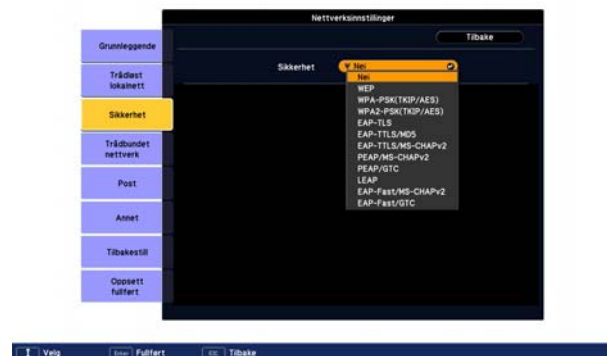 Nettverksinnstillinger
Tilbake
Grunnleggende
Trådløst
lokalnett
Sikkerhet
Trådbundet
nettverk
Post
Annet
Tilbakestill
Oppsett
fullført
Sikkerhet
Nei
Nei
WEP
WPA-PSK(TKIP/AES)
WPA2-PSK(TKIP/AES)
EAP-TLS
EAP-TTLS/MD5
EAP-TTLS/MS-CHAPv2
PEAP/MS-CHAPv2
PEAP/GTC
LEAP
EAP-Fast/MS-CHAPv2
EAP-Fast/GTC
Velg Enter Fullført ESC Tilbake